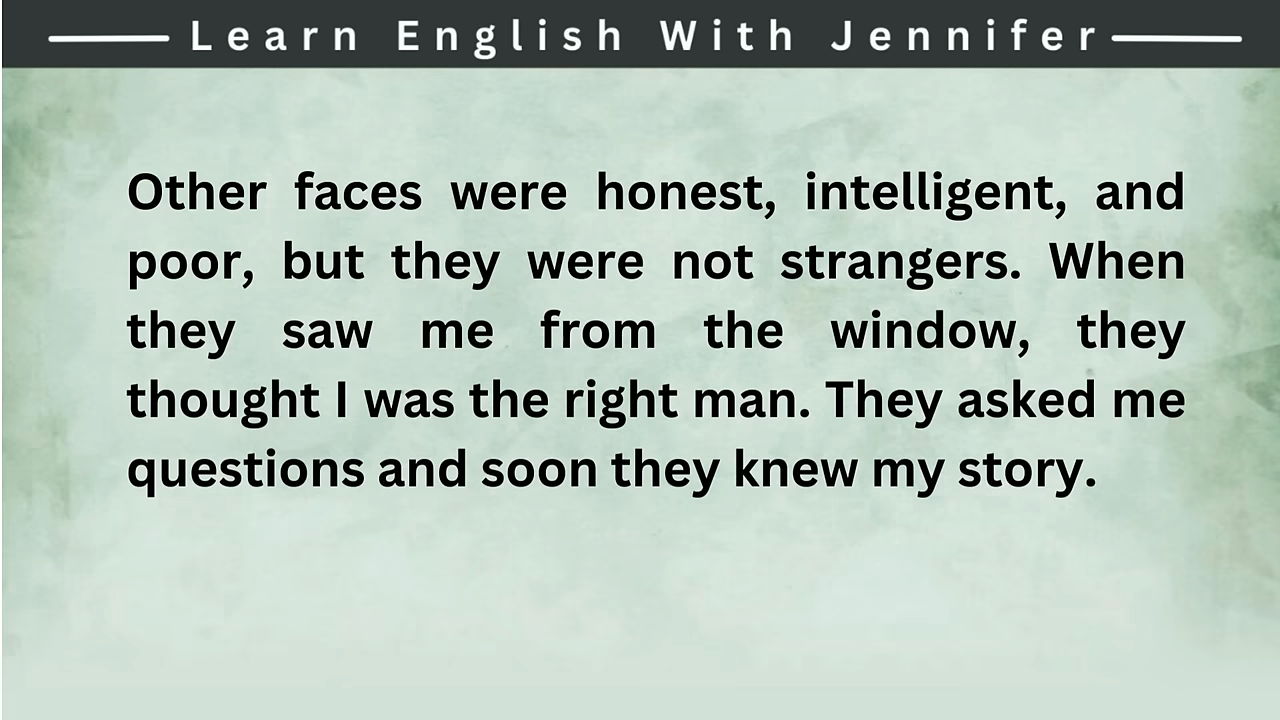 Learn English With Jennifer
Other faces were honest, intelligent, and
poor, but they were not strangers. When
they saw me from the window, they
thought I was the right man. They asked me
questions and soon they knew my story.